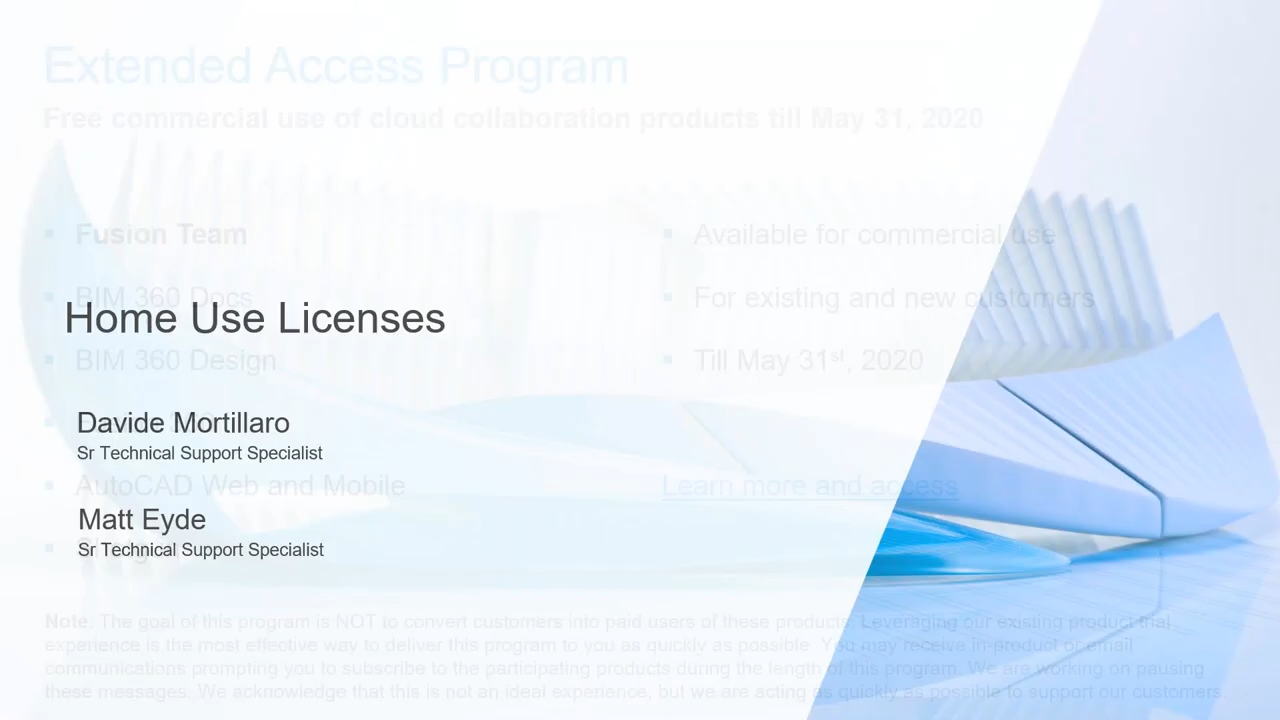 Extended Access Program
Free commercial use of cloud collaboration products till May 31, 2020
Fusion Team
Available for commercial use
BIM 360 Docs
For existing and new customers
Home Use Licenses
BIM 360 Design
Till May 31st, 2020
Davide Mortillaro
Sr Technical Support Specialist
AutoCAD Web and Mobile
Learn more and access
Matt Eyde
Sr Technical Support Specialist
Note: The goal of this program is NOT to convert customers into paid users of these products. Leveraging our existing product trial
experience is the most effective way to deliver this program to you as quickly as possible. You may receive in-product or email
communications prompting you to subscribe to the participating products during the length of this program. We are working on pausing
these messages. We acknowledge that this is not an ideal experience, but we are acting as quickly as possible to support our customers.